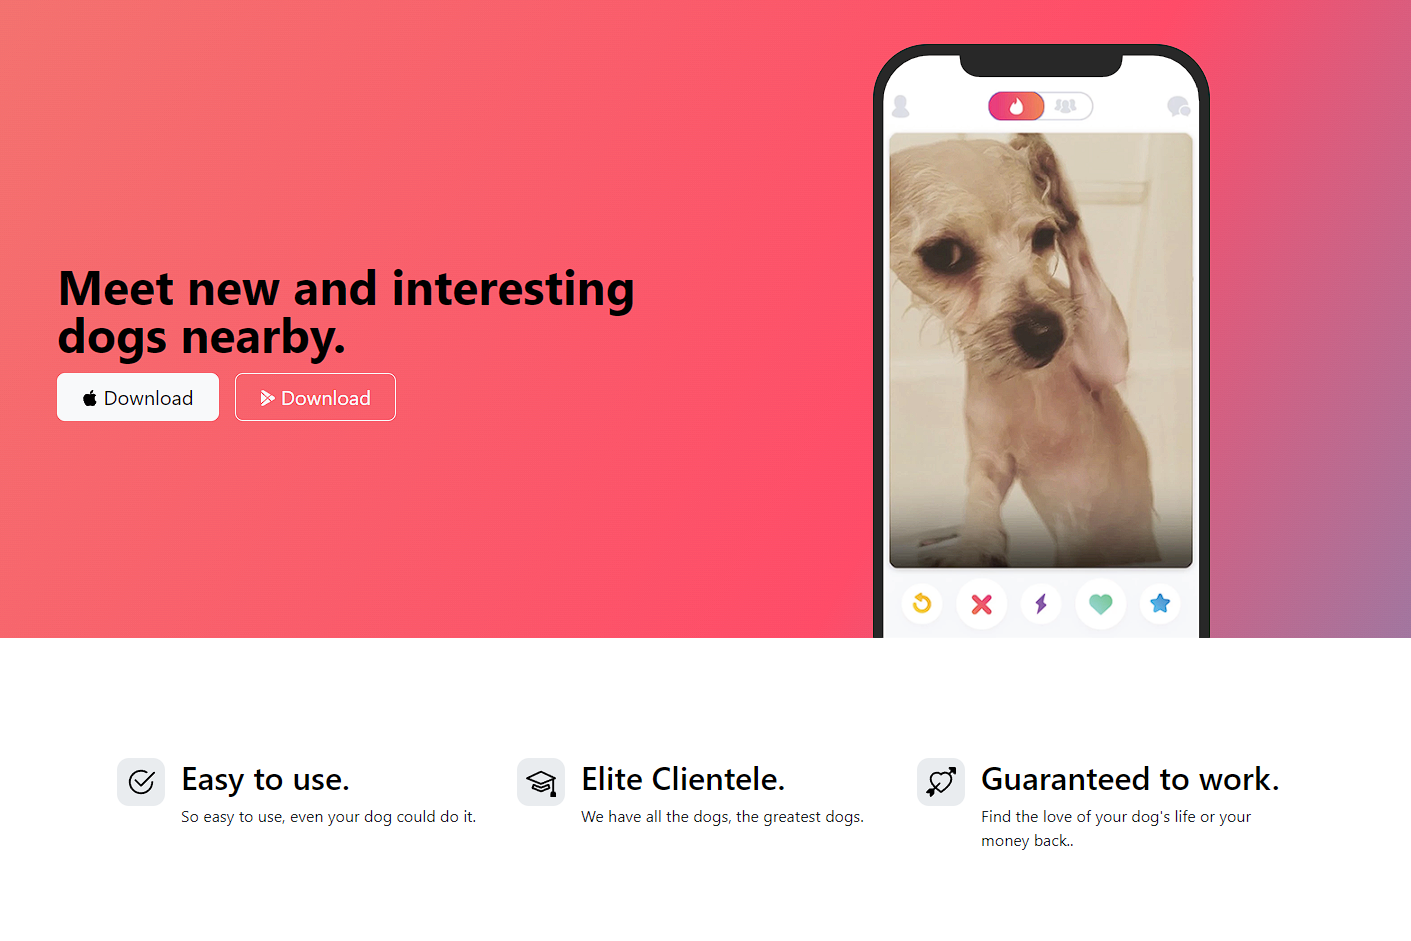 Meet new and interesting
dogs nearby.
Download
Download
Easy to use.
So easy to use, even your dog could do it.
Elite Clientele.
We have all the dogs, the greatest dogs.
Guaranteed to work.
Find the love of your dog's life or your
money back..